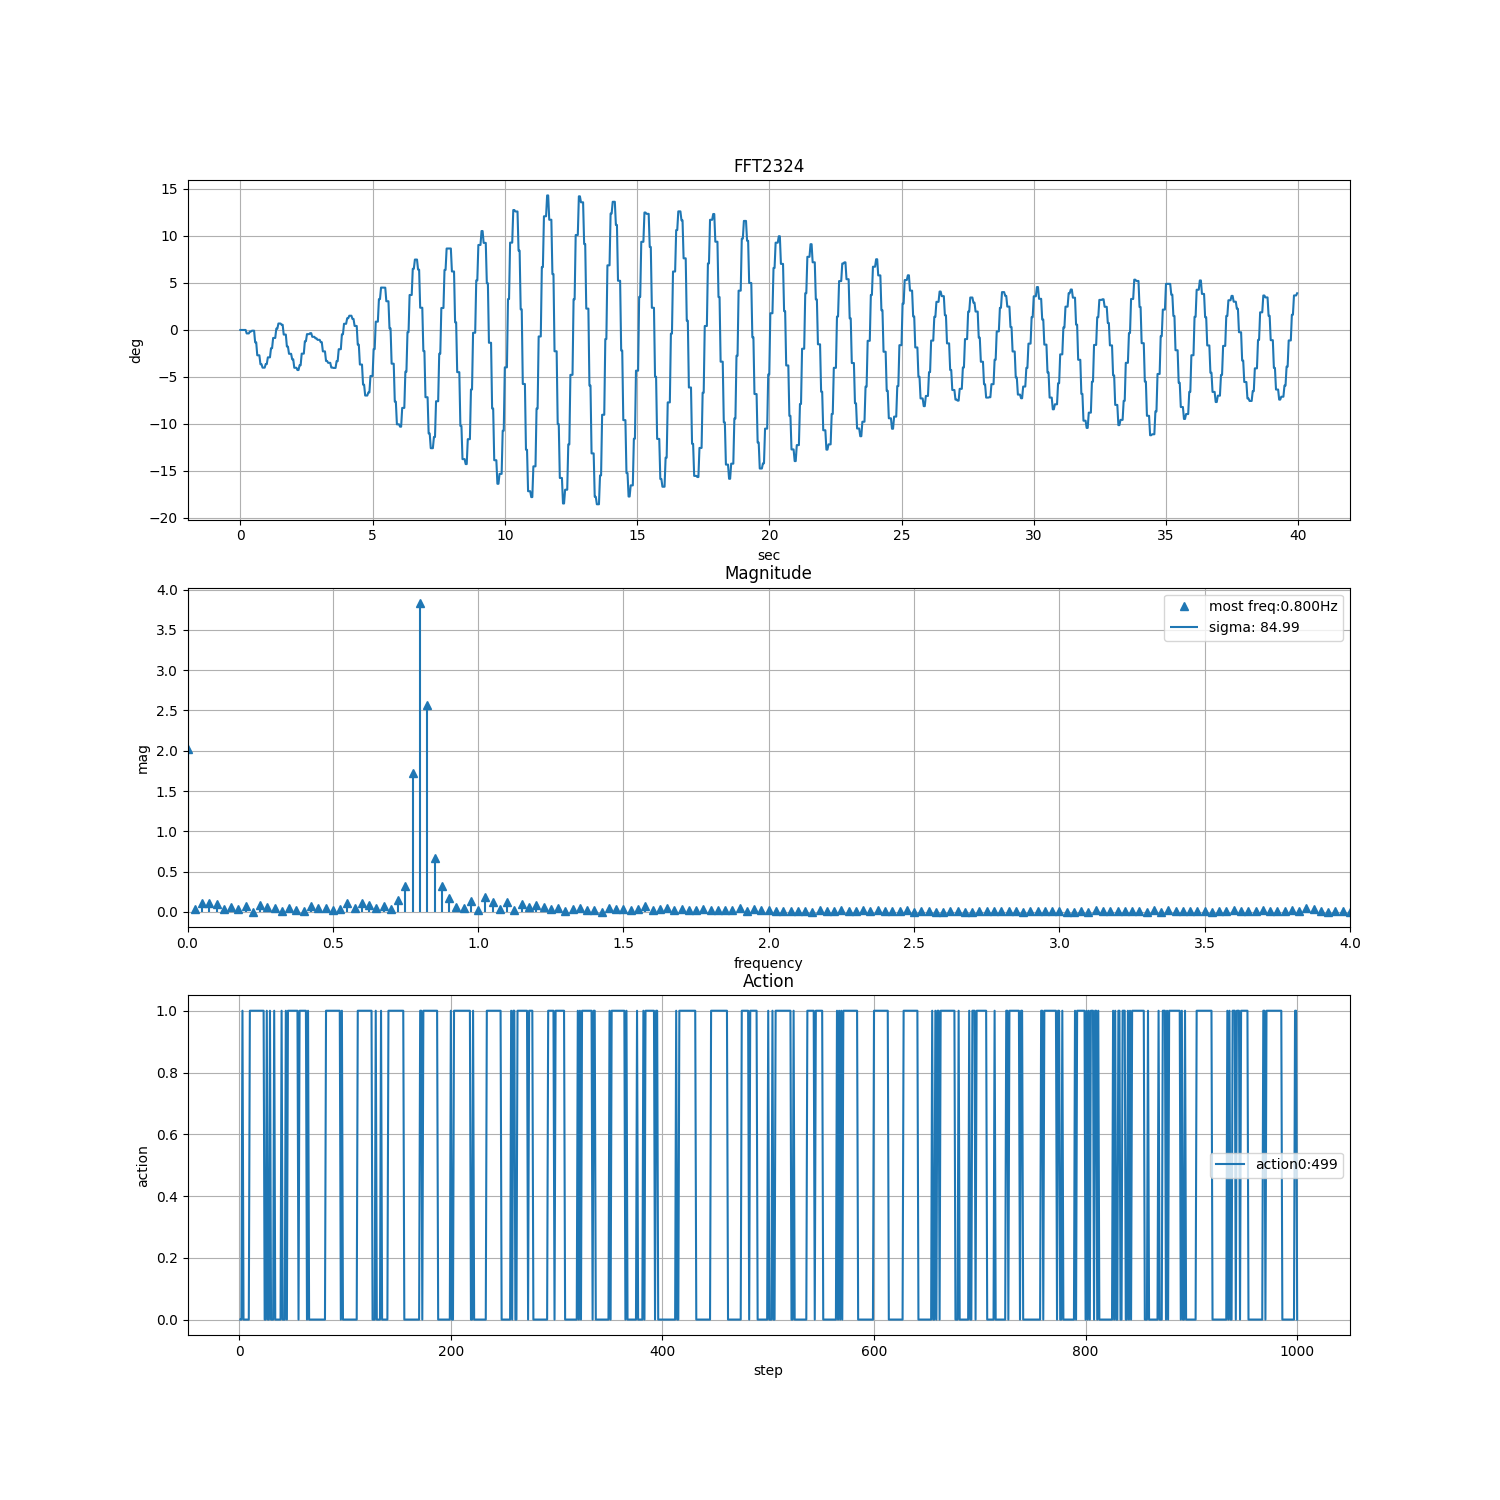 FFT2324
15
10
5
0
−5
−10
−15
−20
deg
0 5 10 15 20 25 30 35 40
sec
Magnitude
4.0
3.5
3.0
2.5
2.0
1.5
1.0
0.5
0.0
mag
most freq:0.800Hz
sigma: 84.99
0.0 0.5 1.0 1.5 2.0 2.5 3.0 3.5 4.0
frequency
Action
1.0
0.8
0.6
0.4
0.2
0.0
action
action0:499
0 200 400 600 800 1000
step